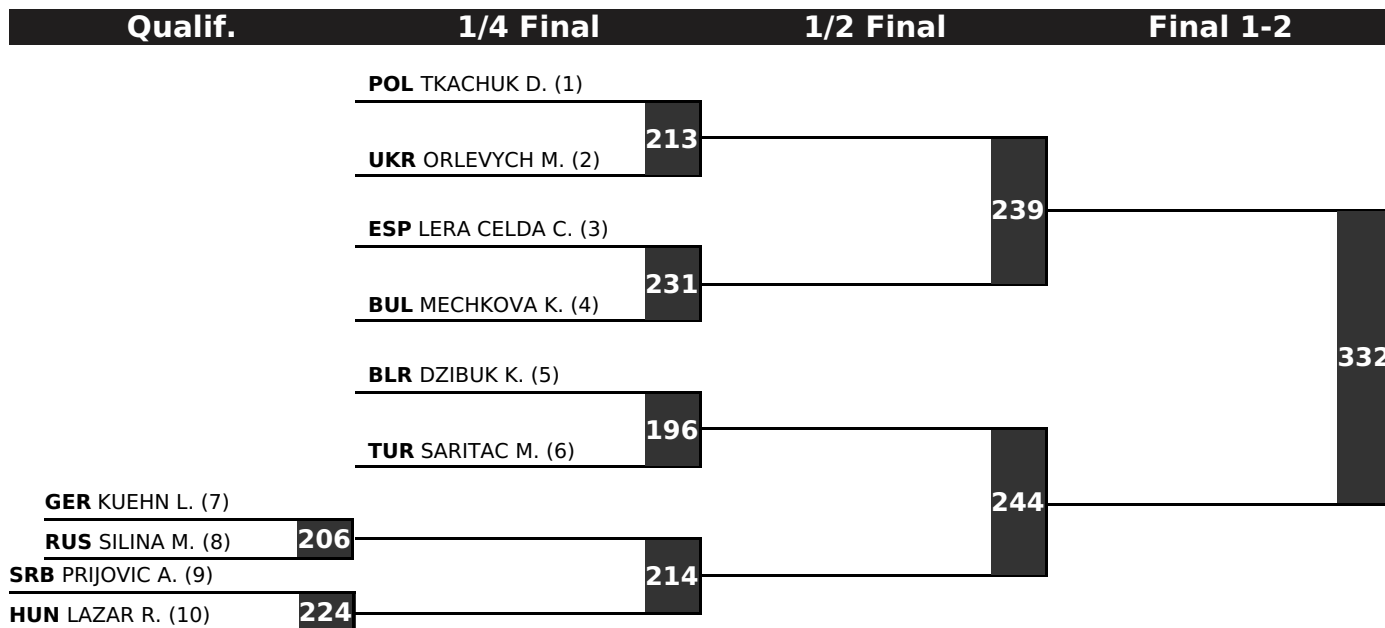 Qualif. 1/4 Final 1/2 Final Final 1-2
POL TKACHUK D. (1)
213
UKR ORLEVYCH M. (2)
239
ESP LERA CELDA C. (3)
231
BUL MECHKOVA K. (4)
332
BLR DZIBUK K. (5)
196
TUR SARITAC M. (6)
244
GER KUEHN L. (7)
RUS SILINA M. (8) 206
214
SRB PRIJOVIC A. (9)
HUN LAZAR R. (10) 224